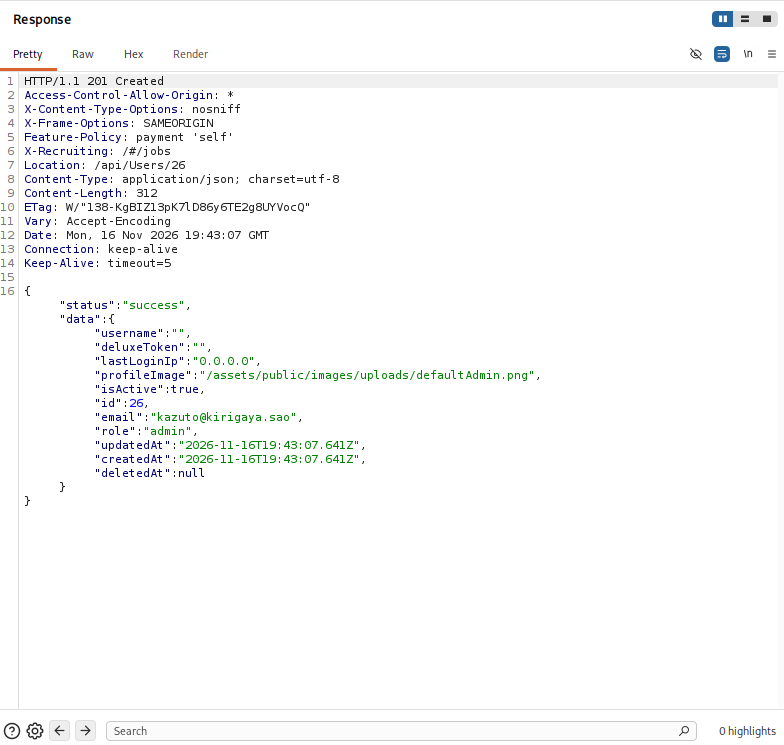 Response
Pretty Raw Hex Render \n
1 HTTP/1.1 201 Created
2 Access-Control-Allow-Origin: *
3 X-Content-Type-Options: nosniff
4 X-Frame-Options: SAMEORIGIN
5 Feature-Policy: payment 'self'
6 X-Recruiting: /#/jobs
7 Location: /api/Users/26
8 Content-Type: application/json; charset=utf-8
9 Content-Length: 312
10 ETag: W/"138-KgBIZ13pK7lD86y6TE2g8UYVocQ"
11 Vary: Accept-Encoding
12 Date: Mon, 16 Nov 2026 19:43:07 GMT
13 Connection: keep-alive
14 Keep-Alive: timeout=5
15
16 {
"status":"success",
"data":{
"username":"",
"deluxeToken":"",
"lastLoginIp":"0.0.0.0",
"profileImage":"/assets/public/images/uploads/defaultAdmin.png",
"isActive":true,
"id":26,
"email":"kazuto@kirigaya.sao",
"role":"admin",
"updatedAt":"2026-11-16T19:43:07.641Z",
"createdAt":"2026-11-16T19:43:07.641Z",
"deletedAt":null
}
}
Search 0 highlights